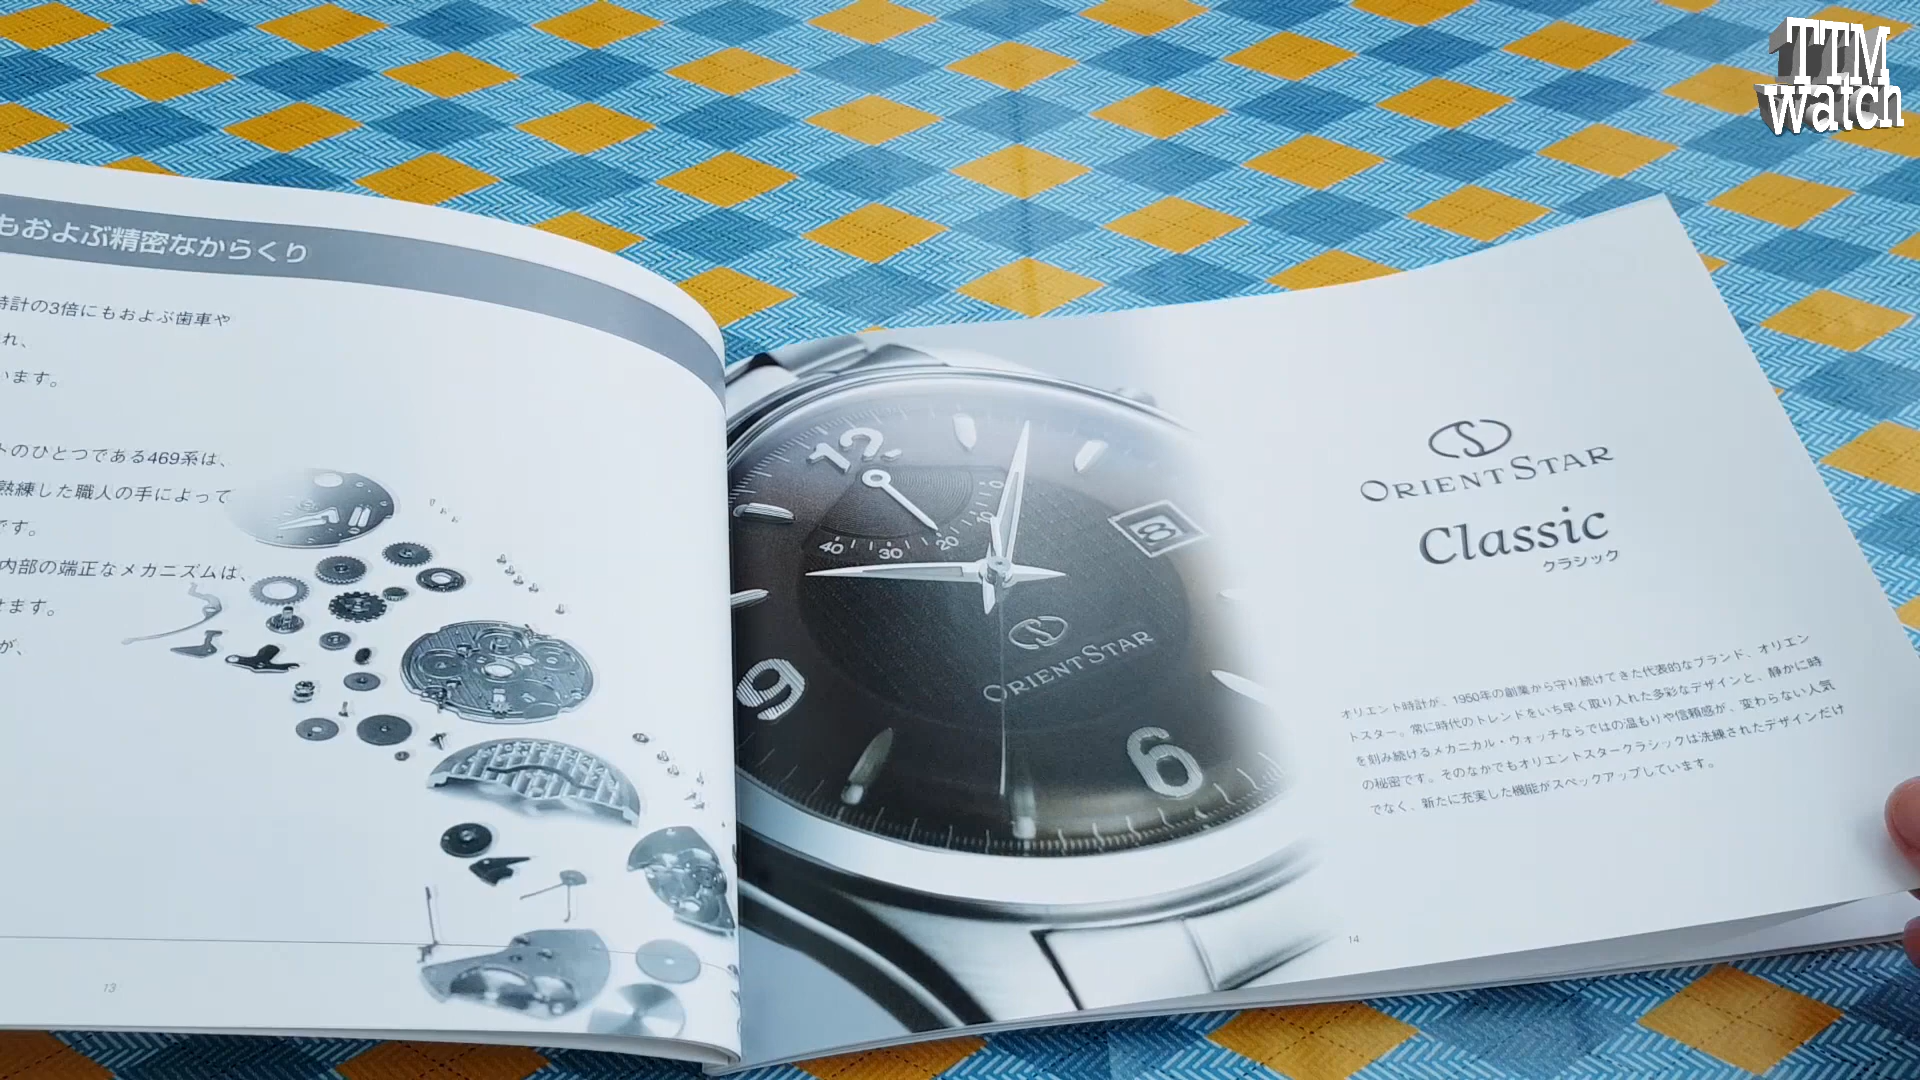 TTM
watch
もおよぶ精密なからくり
時計の3倍にもおよぶ歯車や
れ、
います。
トのひとつである469系は、
熟練した職人の手によって
です。
内部の端正なメカニズムは、
せます。
が、
13
12
0
10
20
30
40
8
9
6
ORIENT STAR
ORIENT STAR
Classic
クラシック
オリエント時計が、1950年の創業から守り続けてきた代表的なブランド、オリエン
トスター。常に時代のトレンドをいち早く取り入れた多彩なデザインと、静かに時
を刻み続けるメカニカル・ウォッチならではの温もりや信頼感が、変わらない人気
の秘密です。そのなかでもオリエントスタークラシックは洗練されたデザインだけ
でなく、新たに充実した機能がスペックアップしています。
14